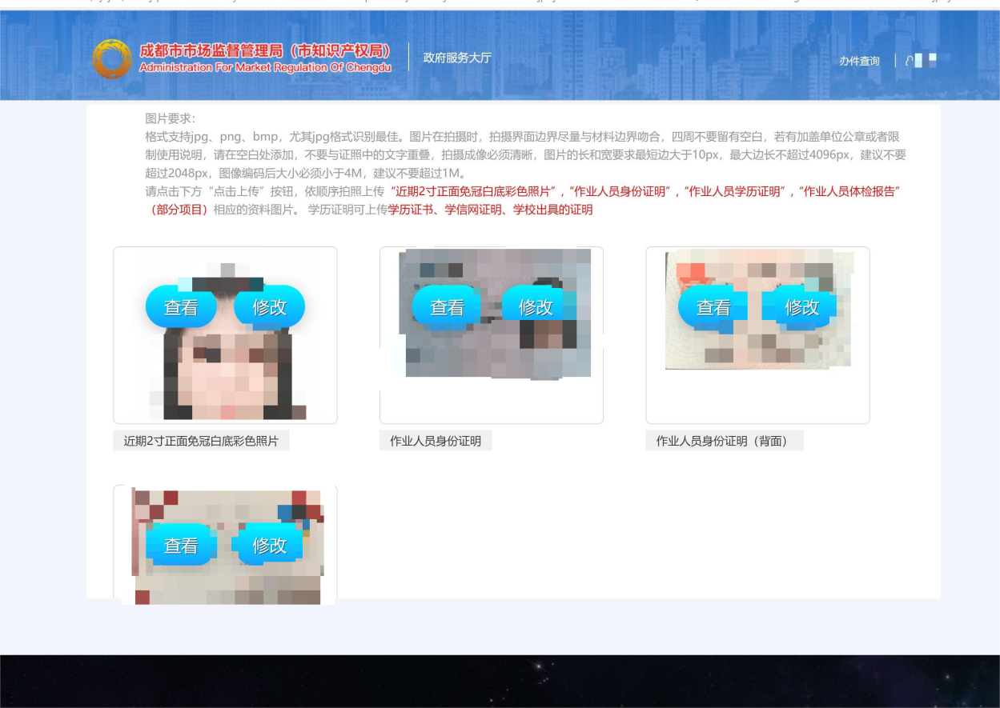 成都市市场监督管理局（市知识产权局）
Administration For Market Regulation Of Chengdu
政府服务大厅
办件查询
图片要求：
格式支持jpg、png、bmp，尤其jpg格式识别最佳。图片在拍摄时，拍摄界面边界尽量与材料边界吻合，四周不要留有空白，若有加盖单位公章或者限
制使用说明，请在空白处添加，不要与证照中的文字重叠，拍摄成像必须清晰，图片的长和宽要求最短边大于10px，最大边长不超过4096px，建议不要
超过2048px，图像编码后大小必须小于4M，建议不要超过1M。
请点击下方“点击上传”按钮，依顺序拍照上传 “近期2寸正面免冠白底彩色照片”，“作业人员身份证明”，“作业人员学历证明”，“作业人员体检报告”
（部分项目）相应的资料图片。 学历证明可上传学历证书、学信网证明、学校出具的证明
查看 修改
查看 修改
查看 修改
近期2寸正面免冠白底彩色照片
作业人员身份证明
作业人员身份证明（背面）
查看 修改